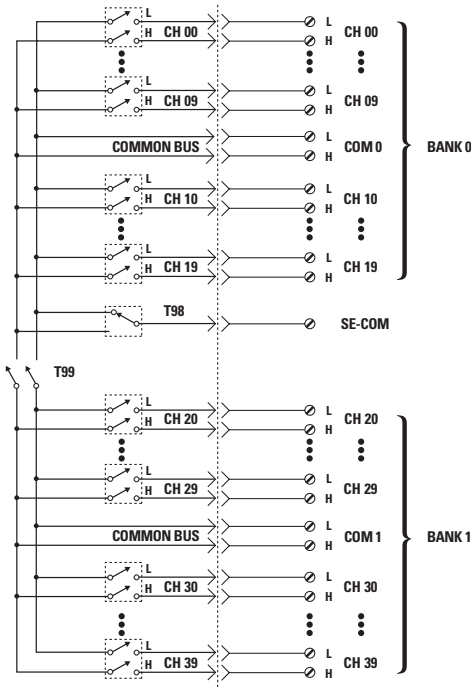 L L
H CH 00 H CH 00
L L
H CH 09 H CH 09
L
COMMON BUS H COM 0 BANK 0
L L
H CH 10 H CH 10
L L
H CH 19 H CH 19
T98
SE-COM
T99
L L
H CH 20 H CH 20
L L
H CH 29 H CH 29
L
COMMON BUS H COM 1 BANK 1
L L
H CH 30 H CH 30
L L
H CH 39 H CH 39